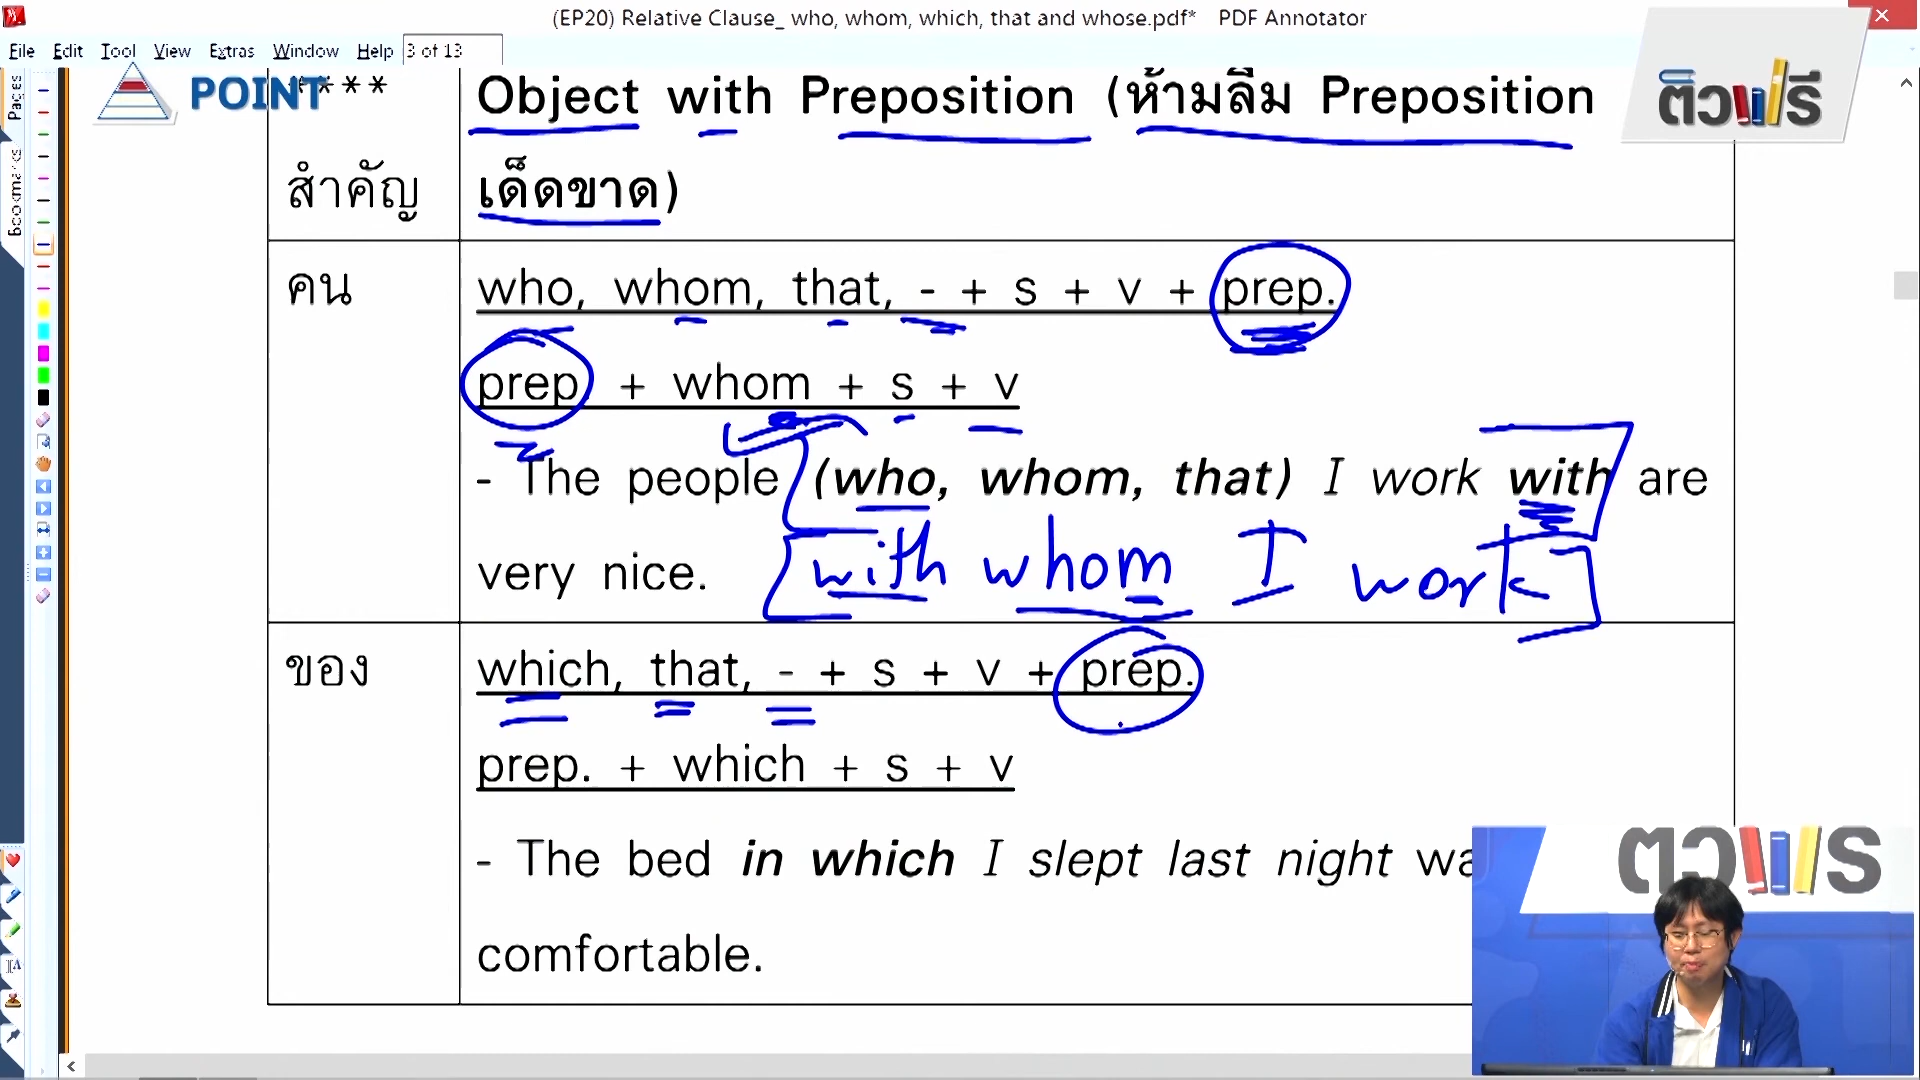 (EP20) Relative Clause_ who, whom, which, that and whose.pdf* PDF Annotator
File Edit Tool View Extras Window Help 3 of 13
Pages
Bookmarks
POINT
ติวฟรี
**** Object with Preposition (ห้ามลืม Preposition
สำคัญ เด็ดขาด)
คน who, whom, that, - + s + v + prep.
prep + whom + s + v
- The people (who, whom, that) I work with are
very nice. with whom I work
ของ which, that, - + s + v + prep.
prep. + which + s + v
- The bed in which I slept last night wa
comfortable.